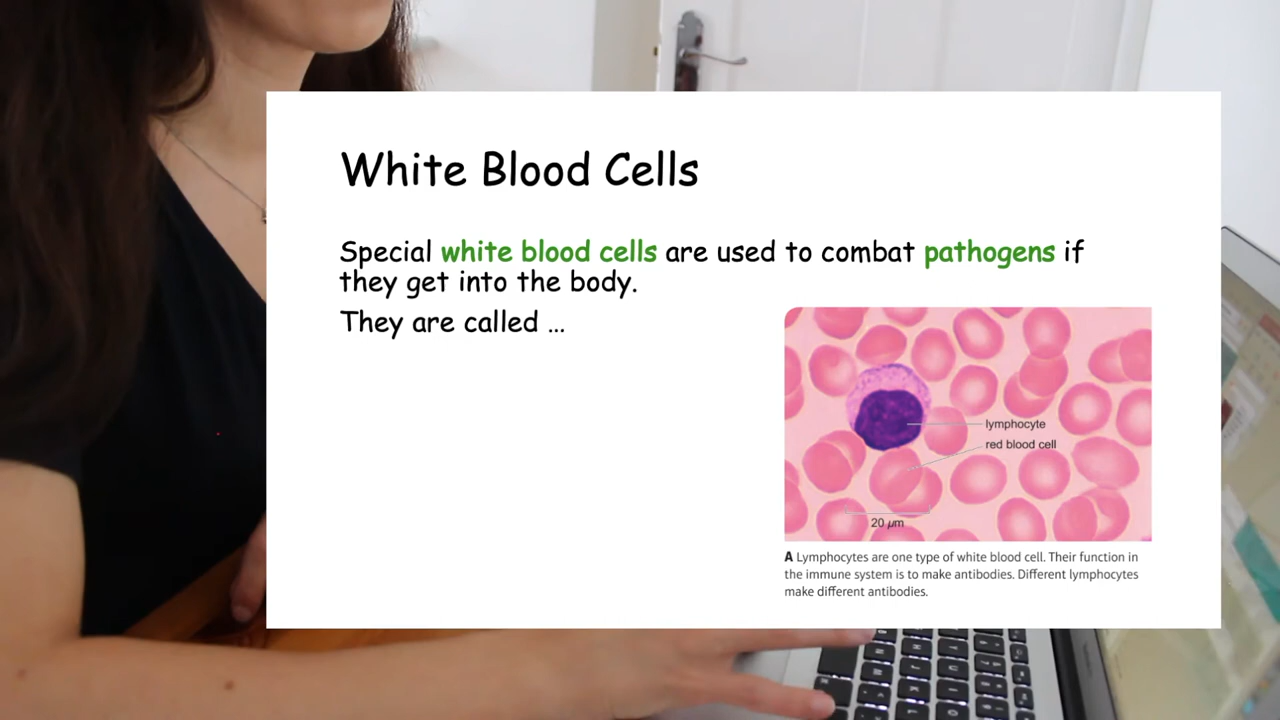 White Blood Cells
Special white blood cells are used to combat pathogens if
they get into the body.
They are called ...
lymphocyte
red blood cell
20 μm
A Lymphocytes are one type of white blood cell. Their function in
the immune system is to make antibodies. Different lymphocytes
make different antibodies.